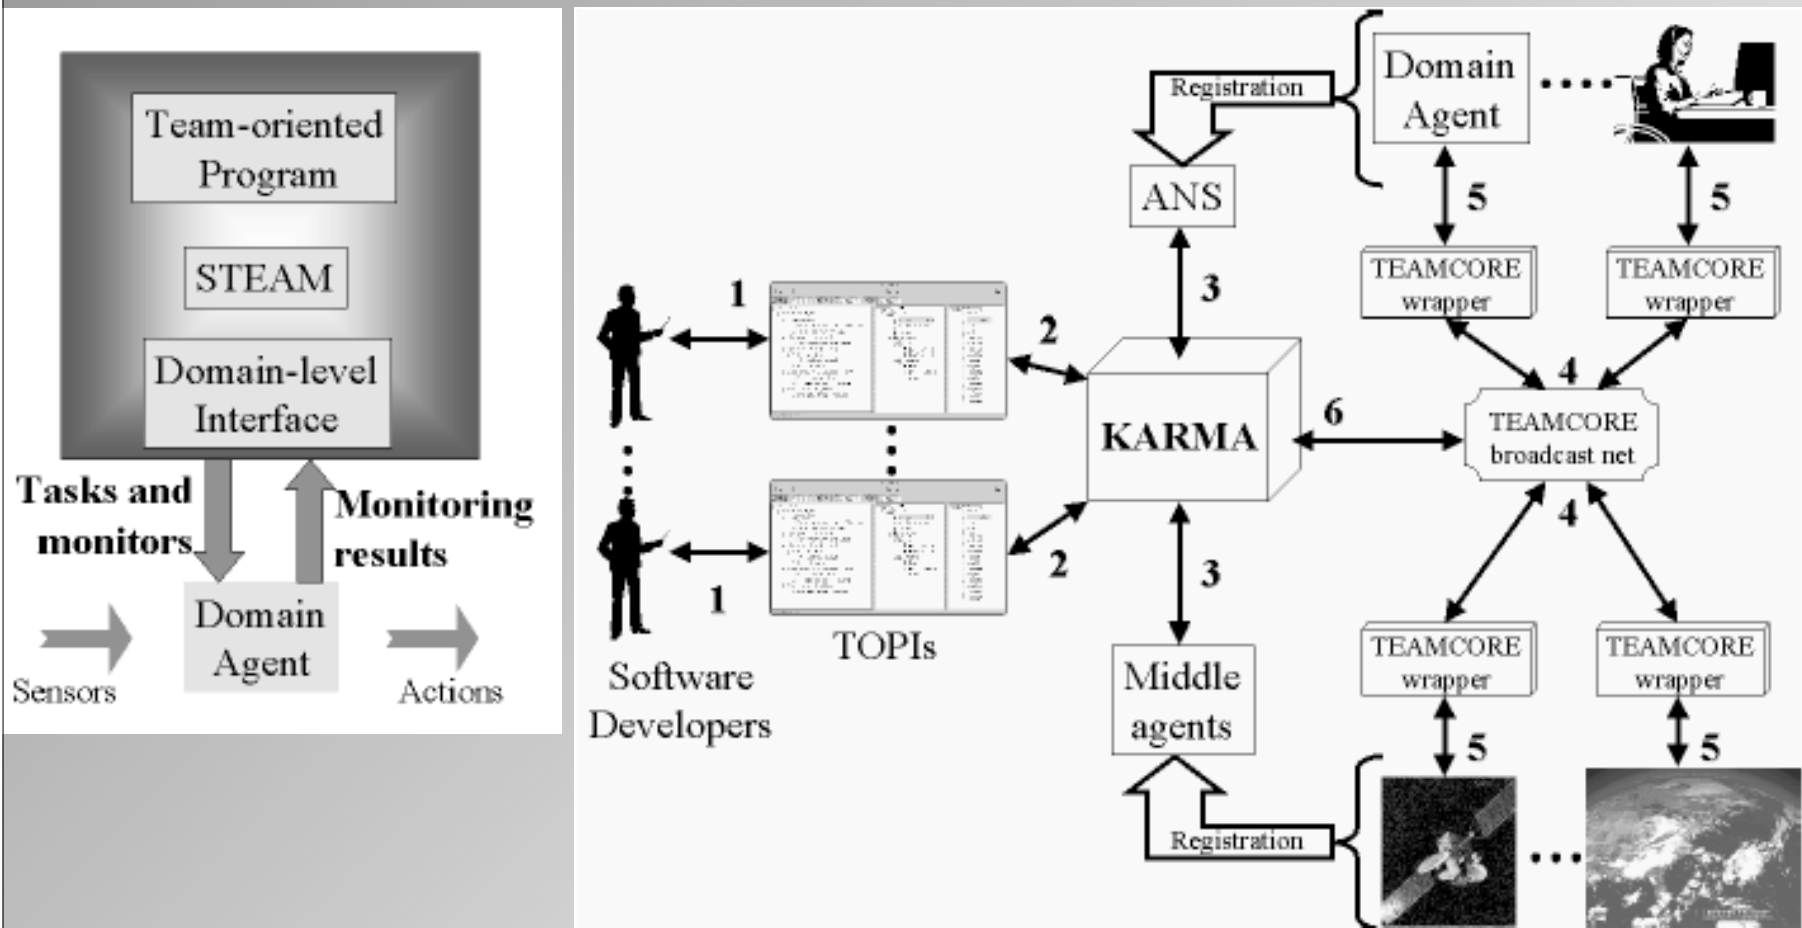 Team-oriented
Program
STEAM
Domain-level
Interface
Tasks and
monitors
Monitoring
results
Domain
Agent
Sensors
Actions
Registration
Domain
Agent
ANS
5
5
TEAMCORE
wrapper
TEAMCORE
wrapper
1
2
3
4
KARMA
6
TEAMCORE
broadcast net
1
2
3
4
TOPIs
Software
Developers
Middle
agents
TEAMCORE
wrapper
TEAMCORE
wrapper
5
5
Registration